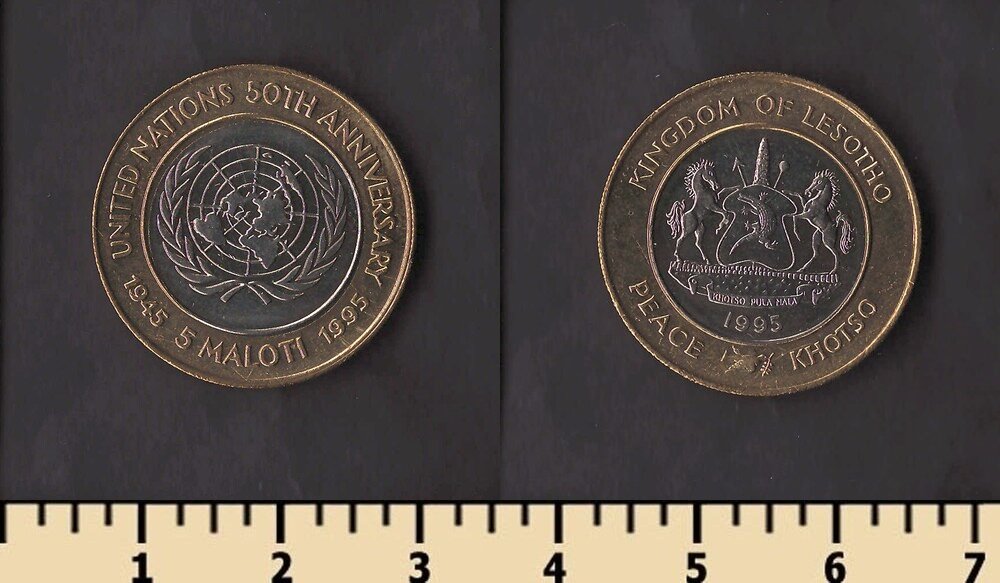 UNITED NATIONS 50TH ANNIVERSARY
1945 5 MALOTI 1995
KINGDOM OF LESOTHO
KHOTSO PULA NALA
1995
PEACE KHOTSO
1 2 3 4 5 6 7